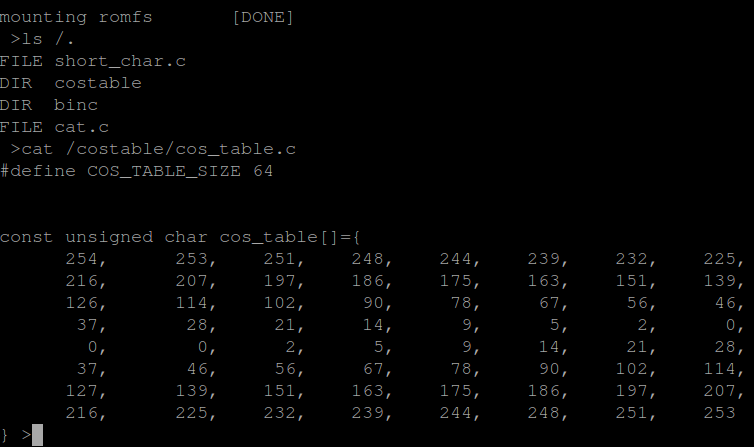 mounting romfs [DONE]
>ls /.
FILE short_char.c
DIR costable
DIR binc
FILE cat.c
>cat /costable/cos_table.c
#define COS_TABLE_SIZE 64
const unsigned char cos_table[]={
254, 253, 251, 248, 244, 239, 232, 225,
216, 207, 197, 186, 175, 163, 151, 139,
126, 114, 102, 90, 78, 67, 56, 46,
37, 28, 21, 14, 9, 5, 2, 0,
0, 0, 2, 5, 9, 14, 21, 28,
37, 46, 56, 67, 78, 90, 102, 114,
127, 139, 151, 163, 175, 186, 197, 207,
216, 225, 232, 239, 244, 248, 251, 253
} >